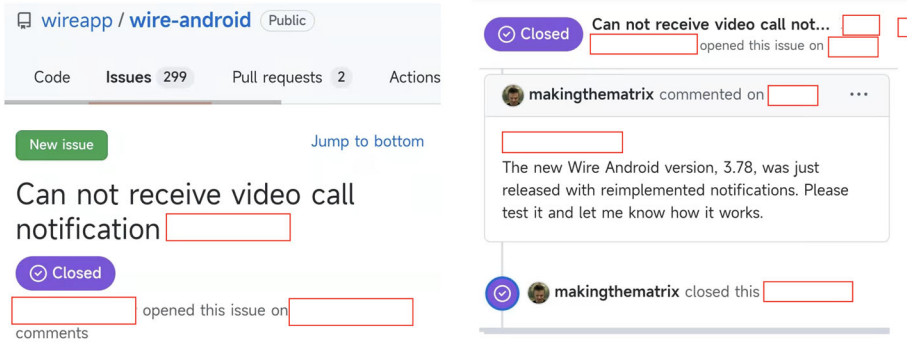 wireapp / wire-android Public
Code Issues 299 Pull requests 2 Actions
New issue Jump to bottom
Can not receive video call
notification
Closed
opened this issue on
comments
Closed Can not receive video call not...
opened this issue on
makingthematrix commented on
The new Wire Android version, 3.78, was just
released with reimplemented notifications. Please
test it and let me know how it works.
makingthematrix closed this